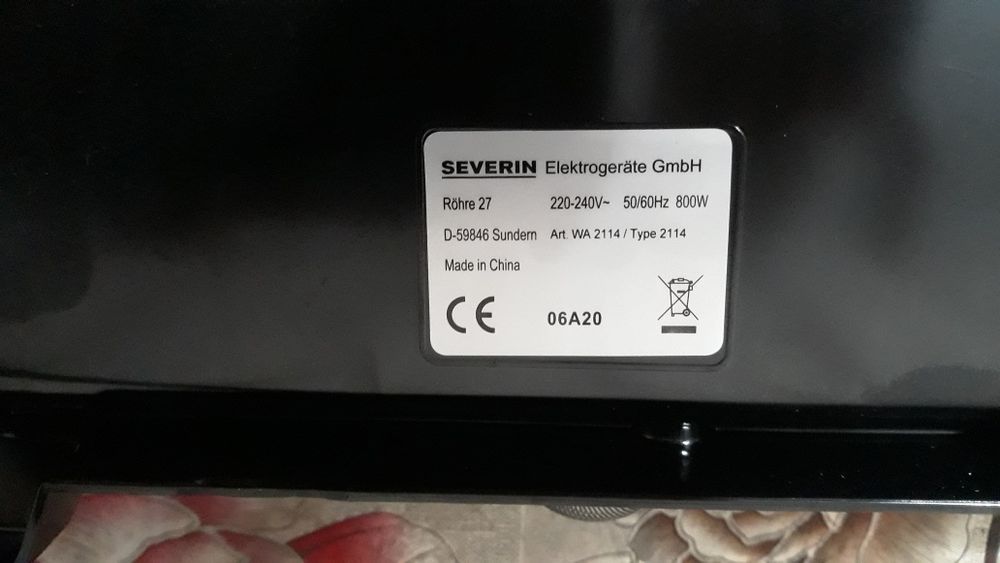 SEVERIN Elektrogeräte GmbH
Röhre 27 220-240V~ 50/60Hz 800W
D-59846 Sundern Art. WA 2114 / Type 2114
Made in China
CE 06A20